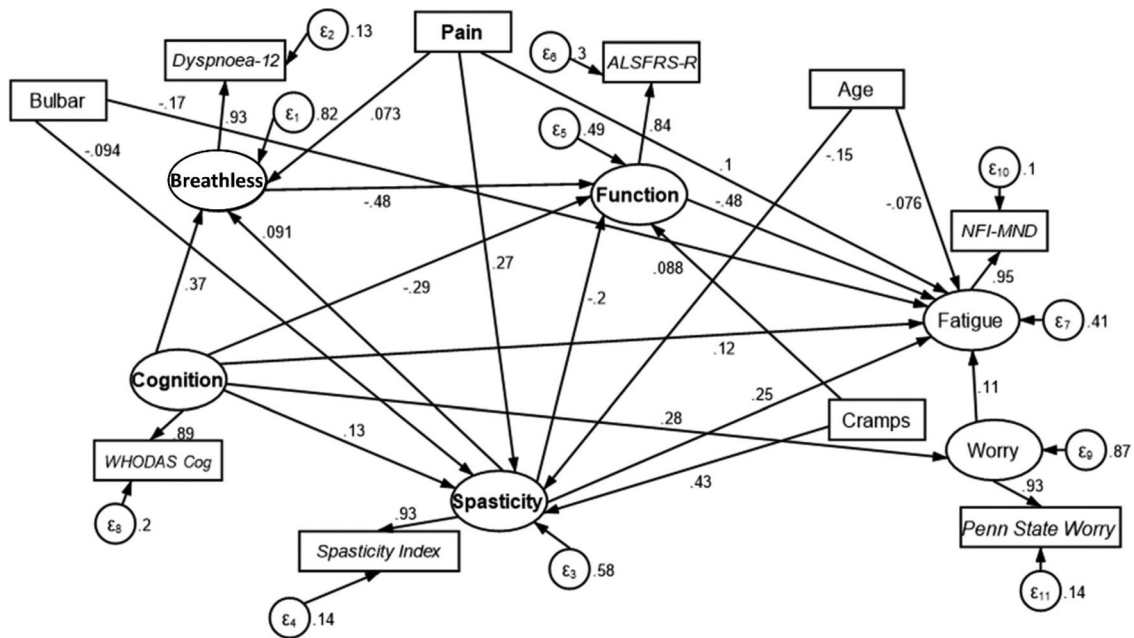 ε2 .13
Pain
Dyspnoea-12
ε6 .3
ALSFRS-R
Bulbar
Age
-.17
.93
ε1 .82
.073
ε5 .49
.84
-.094
-.15
.1
ε10 .1
Breathless
Function
-.48
-.48
-.076
NFI-MND
.091
.27
.088
.95
.37
-.29
-.2
Fatigue
ε7 .41
.12
Cognition
.25
.11
.28
Cramps
.89
.13
Worry
ε9 .87
WHODAS Cog
.43
Spasticity
.93
.93
ε8 .2
Penn State Worry
Spasticity Index
ε3 .58
ε11 .14
ε4 .14